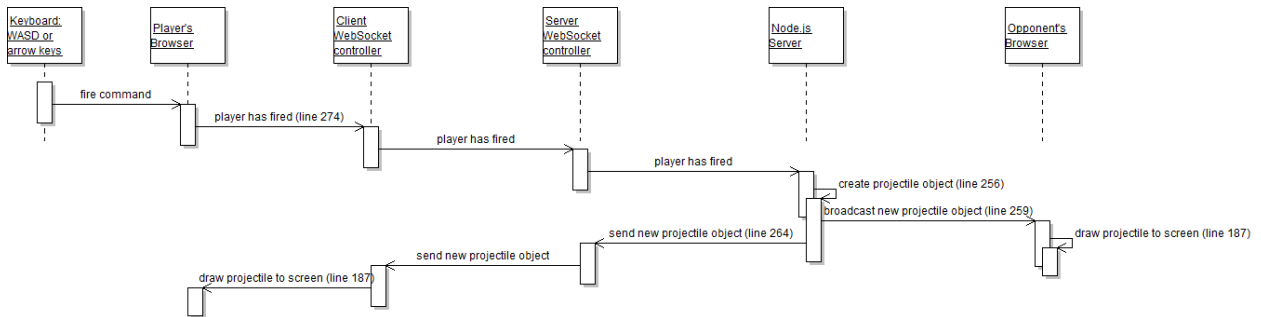 Keyboard:
WASD or
arrow keys
Player's
Browser
Client
WebSocket
controller
Server
WebSocket
controller
Node.js
Server
Opponent's
Browser
fire command
player has fired (line 274)
player has fired
player has fired
create projectile object (line 256)
broadcast new projectile object (line 259)
send new projectile object (line 264)
draw projectile to screen (line 187)
send new projectile object
draw projectile to screen (line 187)